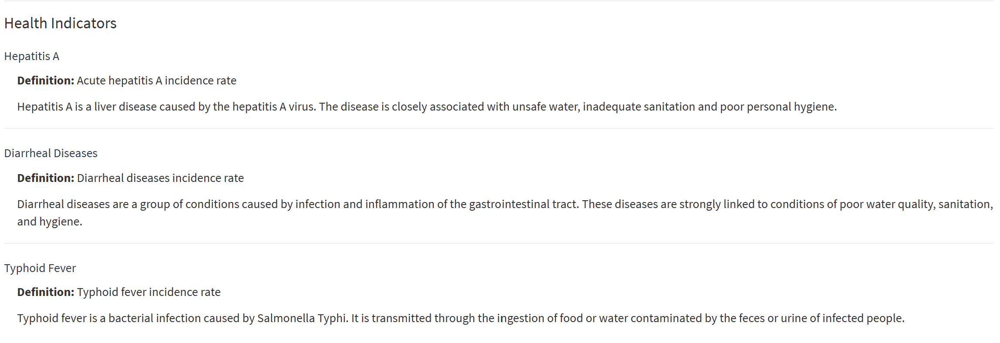 Health Indicators
Hepatitis A
Definition: Acute hepatitis A incidence rate
Hepatitis A is a liver disease caused by the hepatitis A virus. The disease is closely associated with unsafe water, inadequate sanitation and poor personal hygiene.
Diarrheal Diseases
Definition: Diarrheal diseases incidence rate
Diarrheal diseases are a group of conditions caused by infection and inflammation of the gastrointestinal tract. These diseases are strongly linked to conditions of poor water quality, sanitation,
and hygiene.
Typhoid Fever
Definition: Typhoid fever incidence rate
Typhoid fever is a bacterial infection caused by Salmonella Typhi. It is transmitted through the ingestion of food or water contaminated by the feces or urine of infected people.